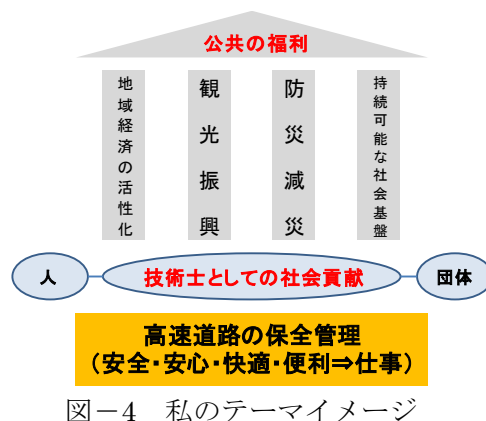 公共の福利
地域経済の活性化
観光振興
防災減災
持続可能な社会基盤
人
技術士としての社会貢献
団体
高速道路の保全管理
（安全・安心・快適・便利⇒仕事）
図－4　私のテーマイメージ